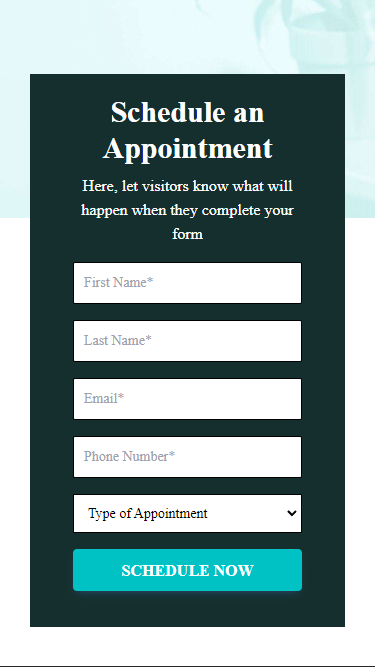 Schedule an
Appointment
Here, let visitors know what will
happen when they complete your
form
First Name*
Last Name*
Email*
Phone Number*
Type of Appointment
SCHEDULE NOW